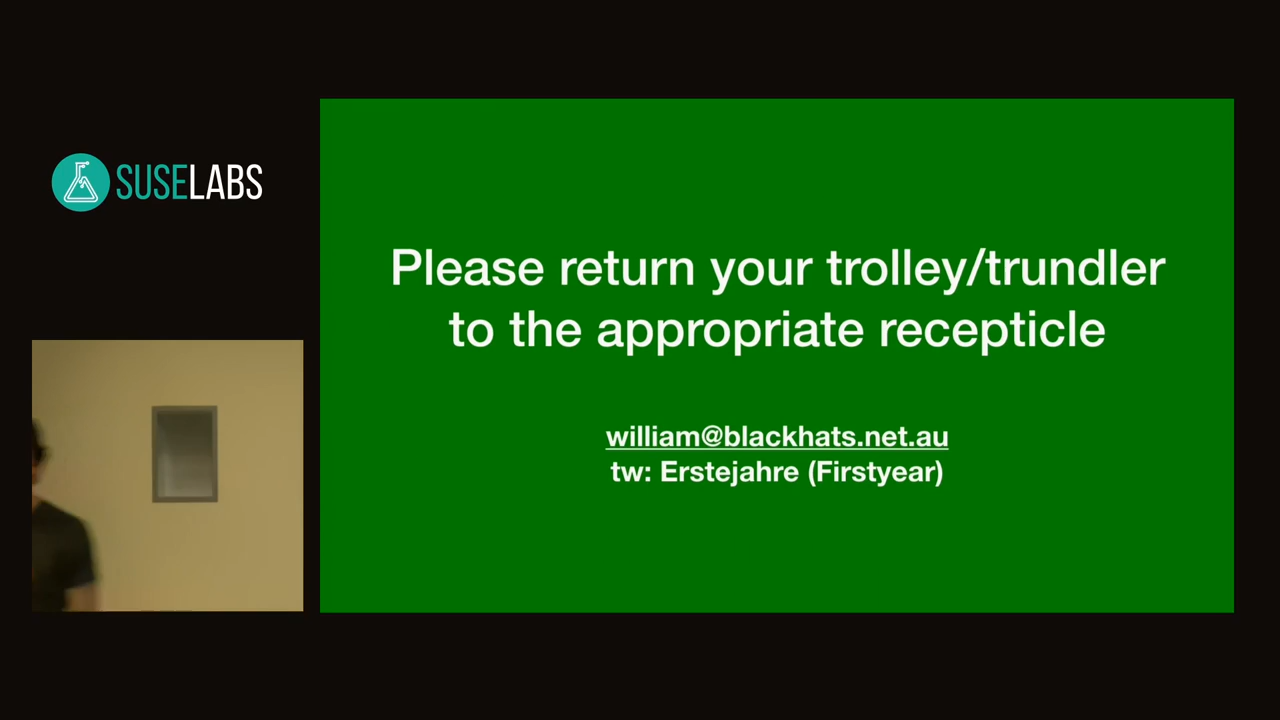 SUSELABS
Please return your trolley/trundler
to the appropriate recepticle
william@blackhats.net.au
tw: Erstejahre (Firstyear)